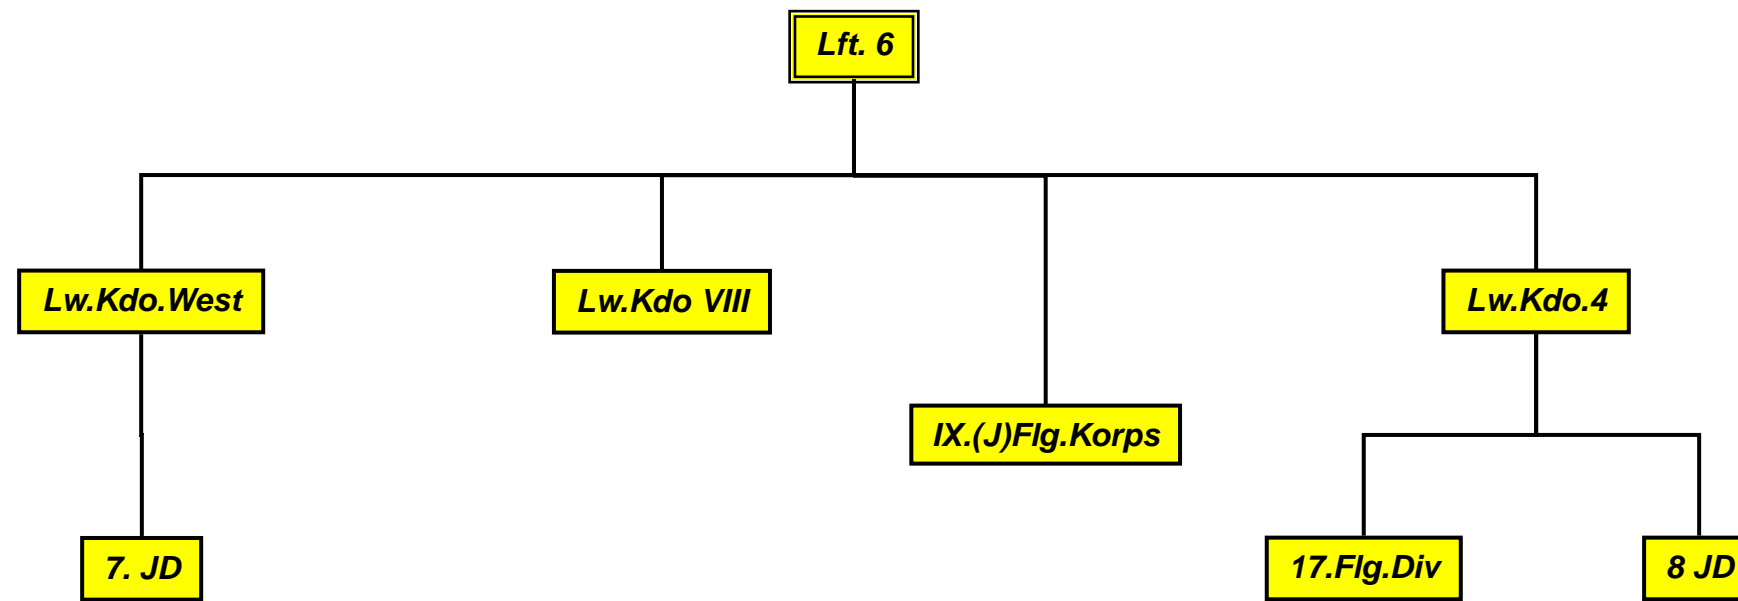 Lft. 6
Lw.Kdo.West
Lw.Kdo VIII
Lw.Kdo.4
IX.(J)Flg.Korps
7. JD
17.Flg.Div
8 JD